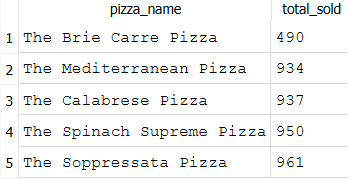 pizza_name total_sold
1 The Brie Carre Pizza 490
2 The Mediterranean Pizza 934
3 The Calabrese Pizza 937
4 The Spinach Supreme Pizza 950
5 The Soppressata Pizza 961